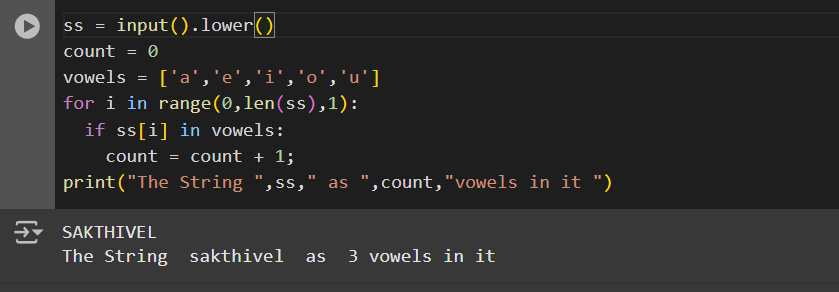 ss = input().lower()
count = 0
vowels = ['a','e','i','o','u']
for i in range(0,len(ss),1):
  if ss[i] in vowels:
    count = count + 1;
print("The String ",ss," as ",count,"vowels in it ")
SAKTHIVEL
The String  sakthivel  as  3 vowels in it